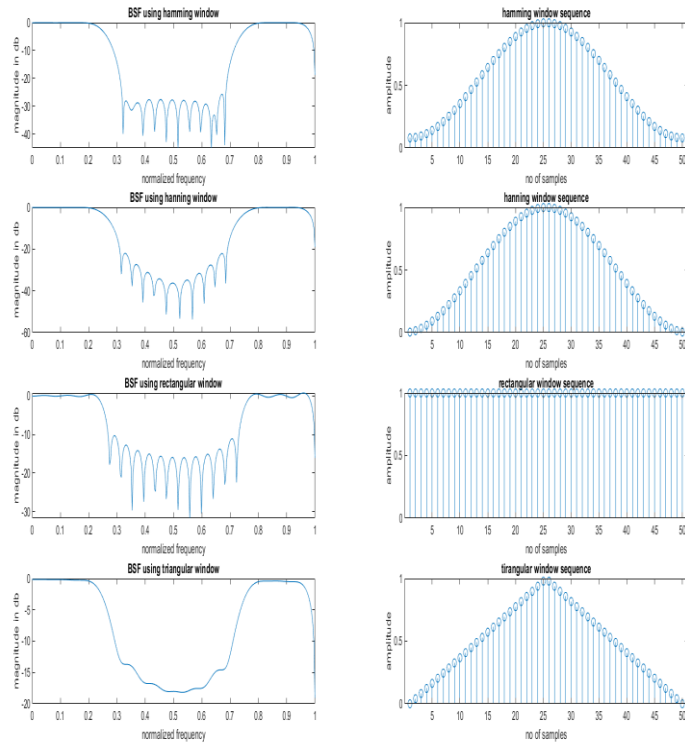 BSF using hamming window
magnitude in db
0
-10
-20
-30
-40
0 0.1 0.2 0.3 0.4 0.5 0.6 0.7 0.8 0.9 1
normalized frequency
hamming window sequence
amplitude
1
0.5
0
5 10 15 20 25 30 35 40 45 50
no of samples
BSF using hanning window
magnitude in db
0
-20
-40
-60
0 0.1 0.2 0.3 0.4 0.5 0.6 0.7 0.8 0.9 1
normalized frequency
hanning window sequence
amplitude
1
0.5
0
5 10 15 20 25 30 35 40 45 50
no of samples
BSF using rectangular window
magnitude in db
0
-10
-20
-30
0 0.1 0.2 0.3 0.4 0.5 0.6 0.7 0.8 0.9 1
normalized frequency
rectangular window sequence
amplitude
1
0.5
0
5 10 15 20 25 30 35 40 45 50
no of samples
BSF using triangular window
magnitude in db
0
-5
-10
-15
-20
0 0.1 0.2 0.3 0.4 0.5 0.6 0.7 0.8 0.9 1
normalized frequency
tirangular window sequence
amplitude
1
0.5
0
5 10 15 20 25 30 35 40 45 50
no of samples